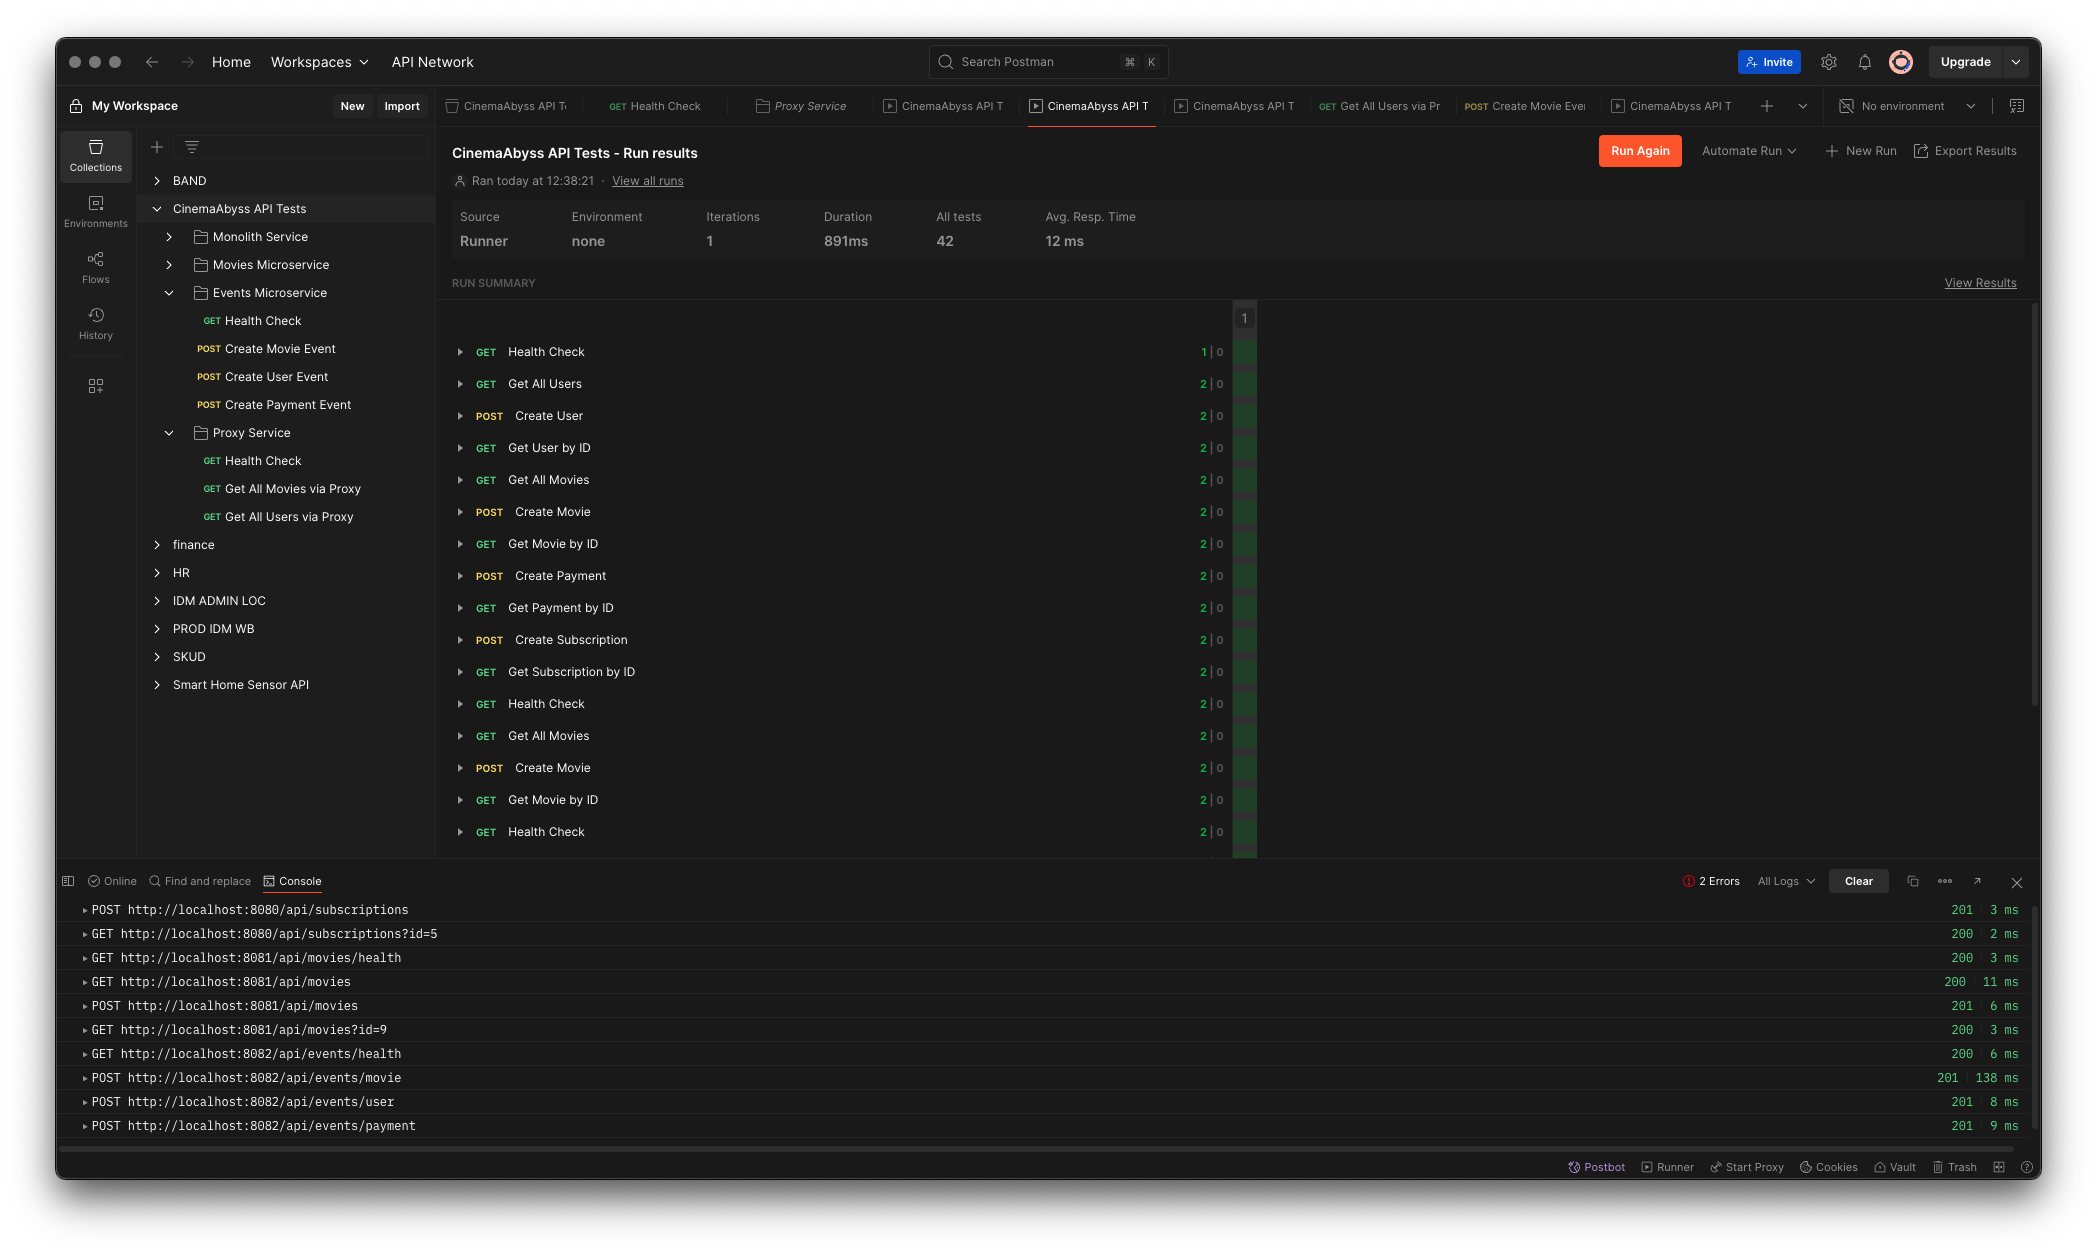 Home Workspaces API Network Search Postman ⌘ K Invite Upgrade
My Workspace New Import CinemaAbyss API T GET Health Check Proxy Service CinemaAbyss API T CinemaAbyss API T CinemaAbyss API T GET Get All Users via Pr POST Create Movie Eve CinemaAbyss API T No environment
Collections
Environments
Flows
History
BAND
CinemaAbyss API Tests
Monolith Service
Movies Microservice
Events Microservice
GET Health Check
POST Create Movie Event
POST Create User Event
POST Create Payment Event
Proxy Service
GET Health Check
GET Get All Movies via Proxy
GET Get All Users via Proxy
finance
HR
IDM ADMIN LOC
PROD IDM WB
SKUD
Smart Home Sensor API
CinemaAbyss API Tests - Run results Run Again Automate Run New Run Export Results
Ran today at 12:38:21 · View all runs
Source Environment Iterations Duration All tests Avg. Resp. Time
Runner none 1 891ms 42 12 ms
RUN SUMMARY View Results
1
GET Health Check 1 | 0
GET Get All Users 2 | 0
POST Create User 2 | 0
GET Get User by ID 2 | 0
GET Get All Movies 2 | 0
POST Create Movie 2 | 0
GET Get Movie by ID 2 | 0
POST Create Payment 2 | 0
GET Get Payment by ID 2 | 0
POST Create Subscription 2 | 0
GET Get Subscription by ID 2 | 0
GET Health Check 2 | 0
GET Get All Movies 2 | 0
POST Create Movie 2 | 0
GET Get Movie by ID 2 | 0
GET Health Check 2 | 0
Online Find and replace Console 2 Errors All Logs Clear
POST http://localhost:8080/api/subscriptions 201 3 ms
GET http://localhost:8080/api/subscriptions?id=5 200 2 ms
GET http://localhost:8081/api/movies/health 200 3 ms
GET http://localhost:8081/api/movies 200 11 ms
POST http://localhost:8081/api/movies 201 6 ms
GET http://localhost:8081/api/movies?id=9 200 3 ms
GET http://localhost:8082/api/events/health 200 6 ms
POST http://localhost:8082/api/events/movie 201 138 ms
POST http://localhost:8082/api/events/user 201 8 ms
POST http://localhost:8082/api/events/payment 201 9 ms
Postbot Runner Start Proxy Cookies Vault Trash